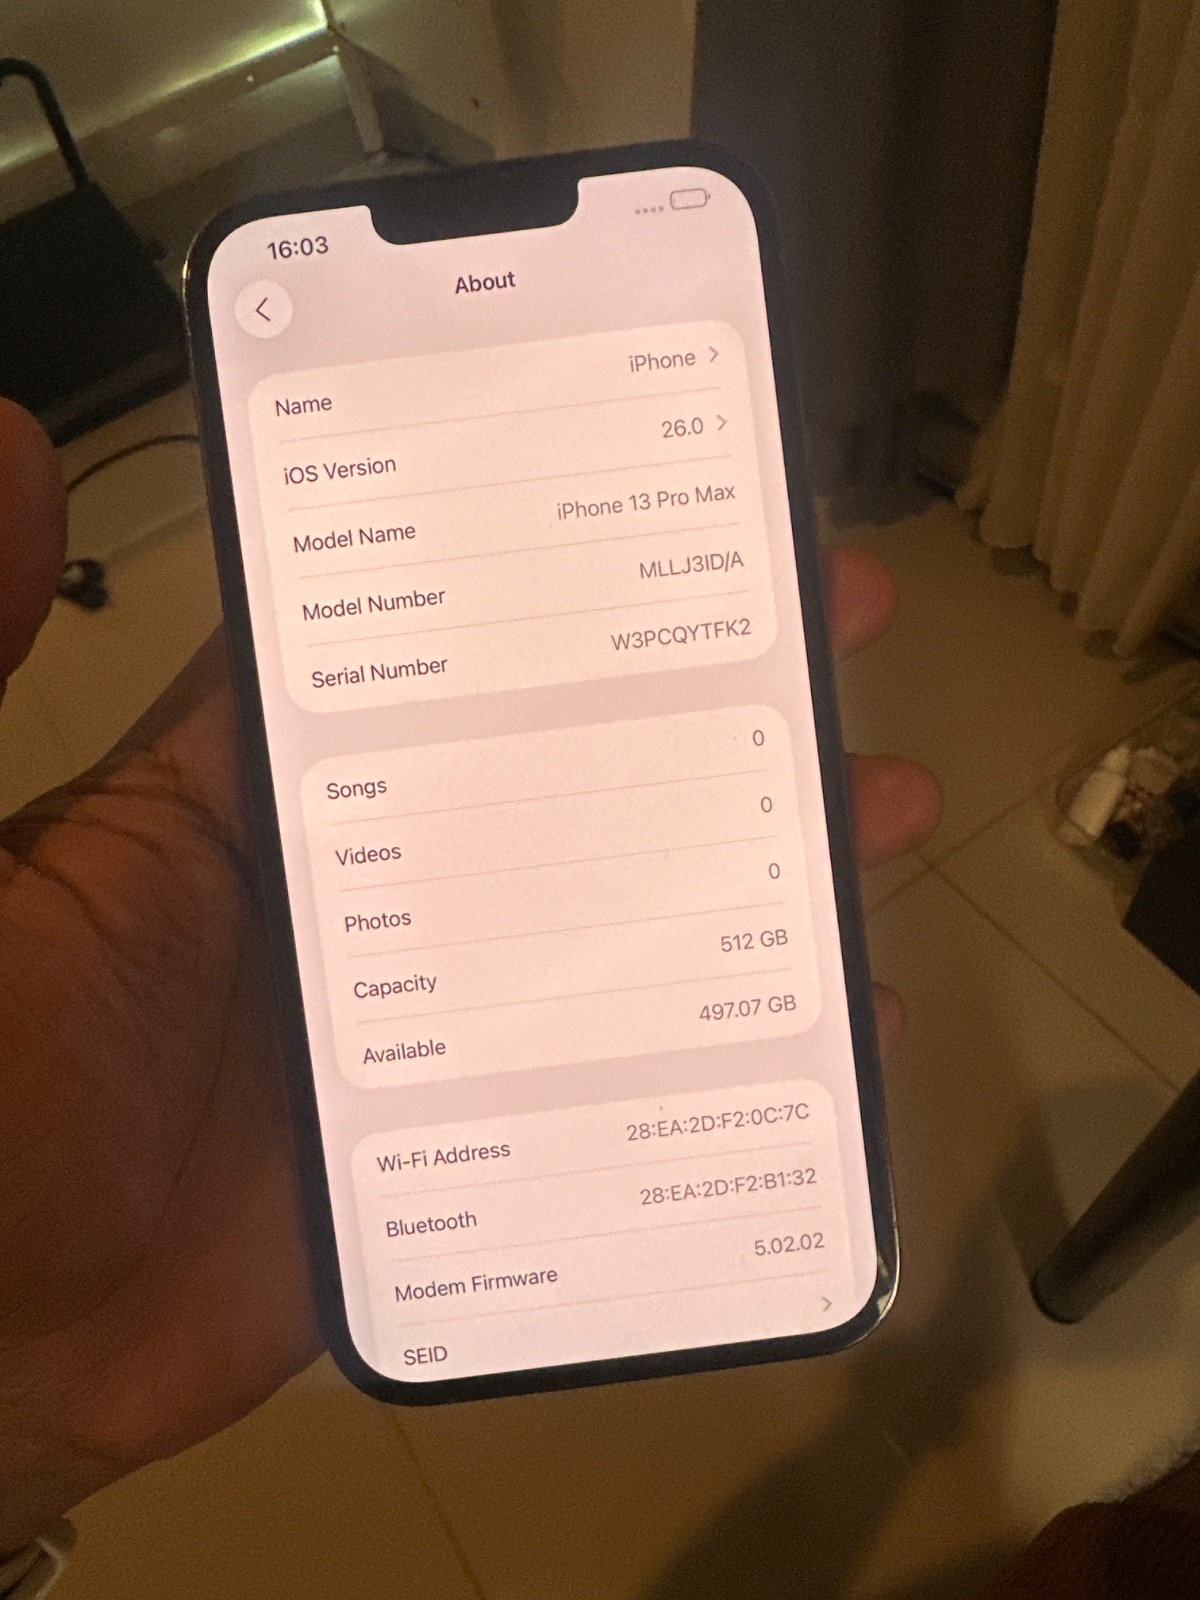 16:03
About
Name iPhone
iOS Version 26.0
Model Name iPhone 13 Pro Max
Model Number MLLJ3ID/A
Serial Number W3PCQYTFK2
Songs 0
Videos 0
Photos 0
Capacity 512 GB
Available 497.07 GB
Wi-Fi Address 28:EA:2D:F2:0C:7C
Bluetooth 28:EA:2D:F2:B1:32
Modem Firmware 5.02.02
SEID